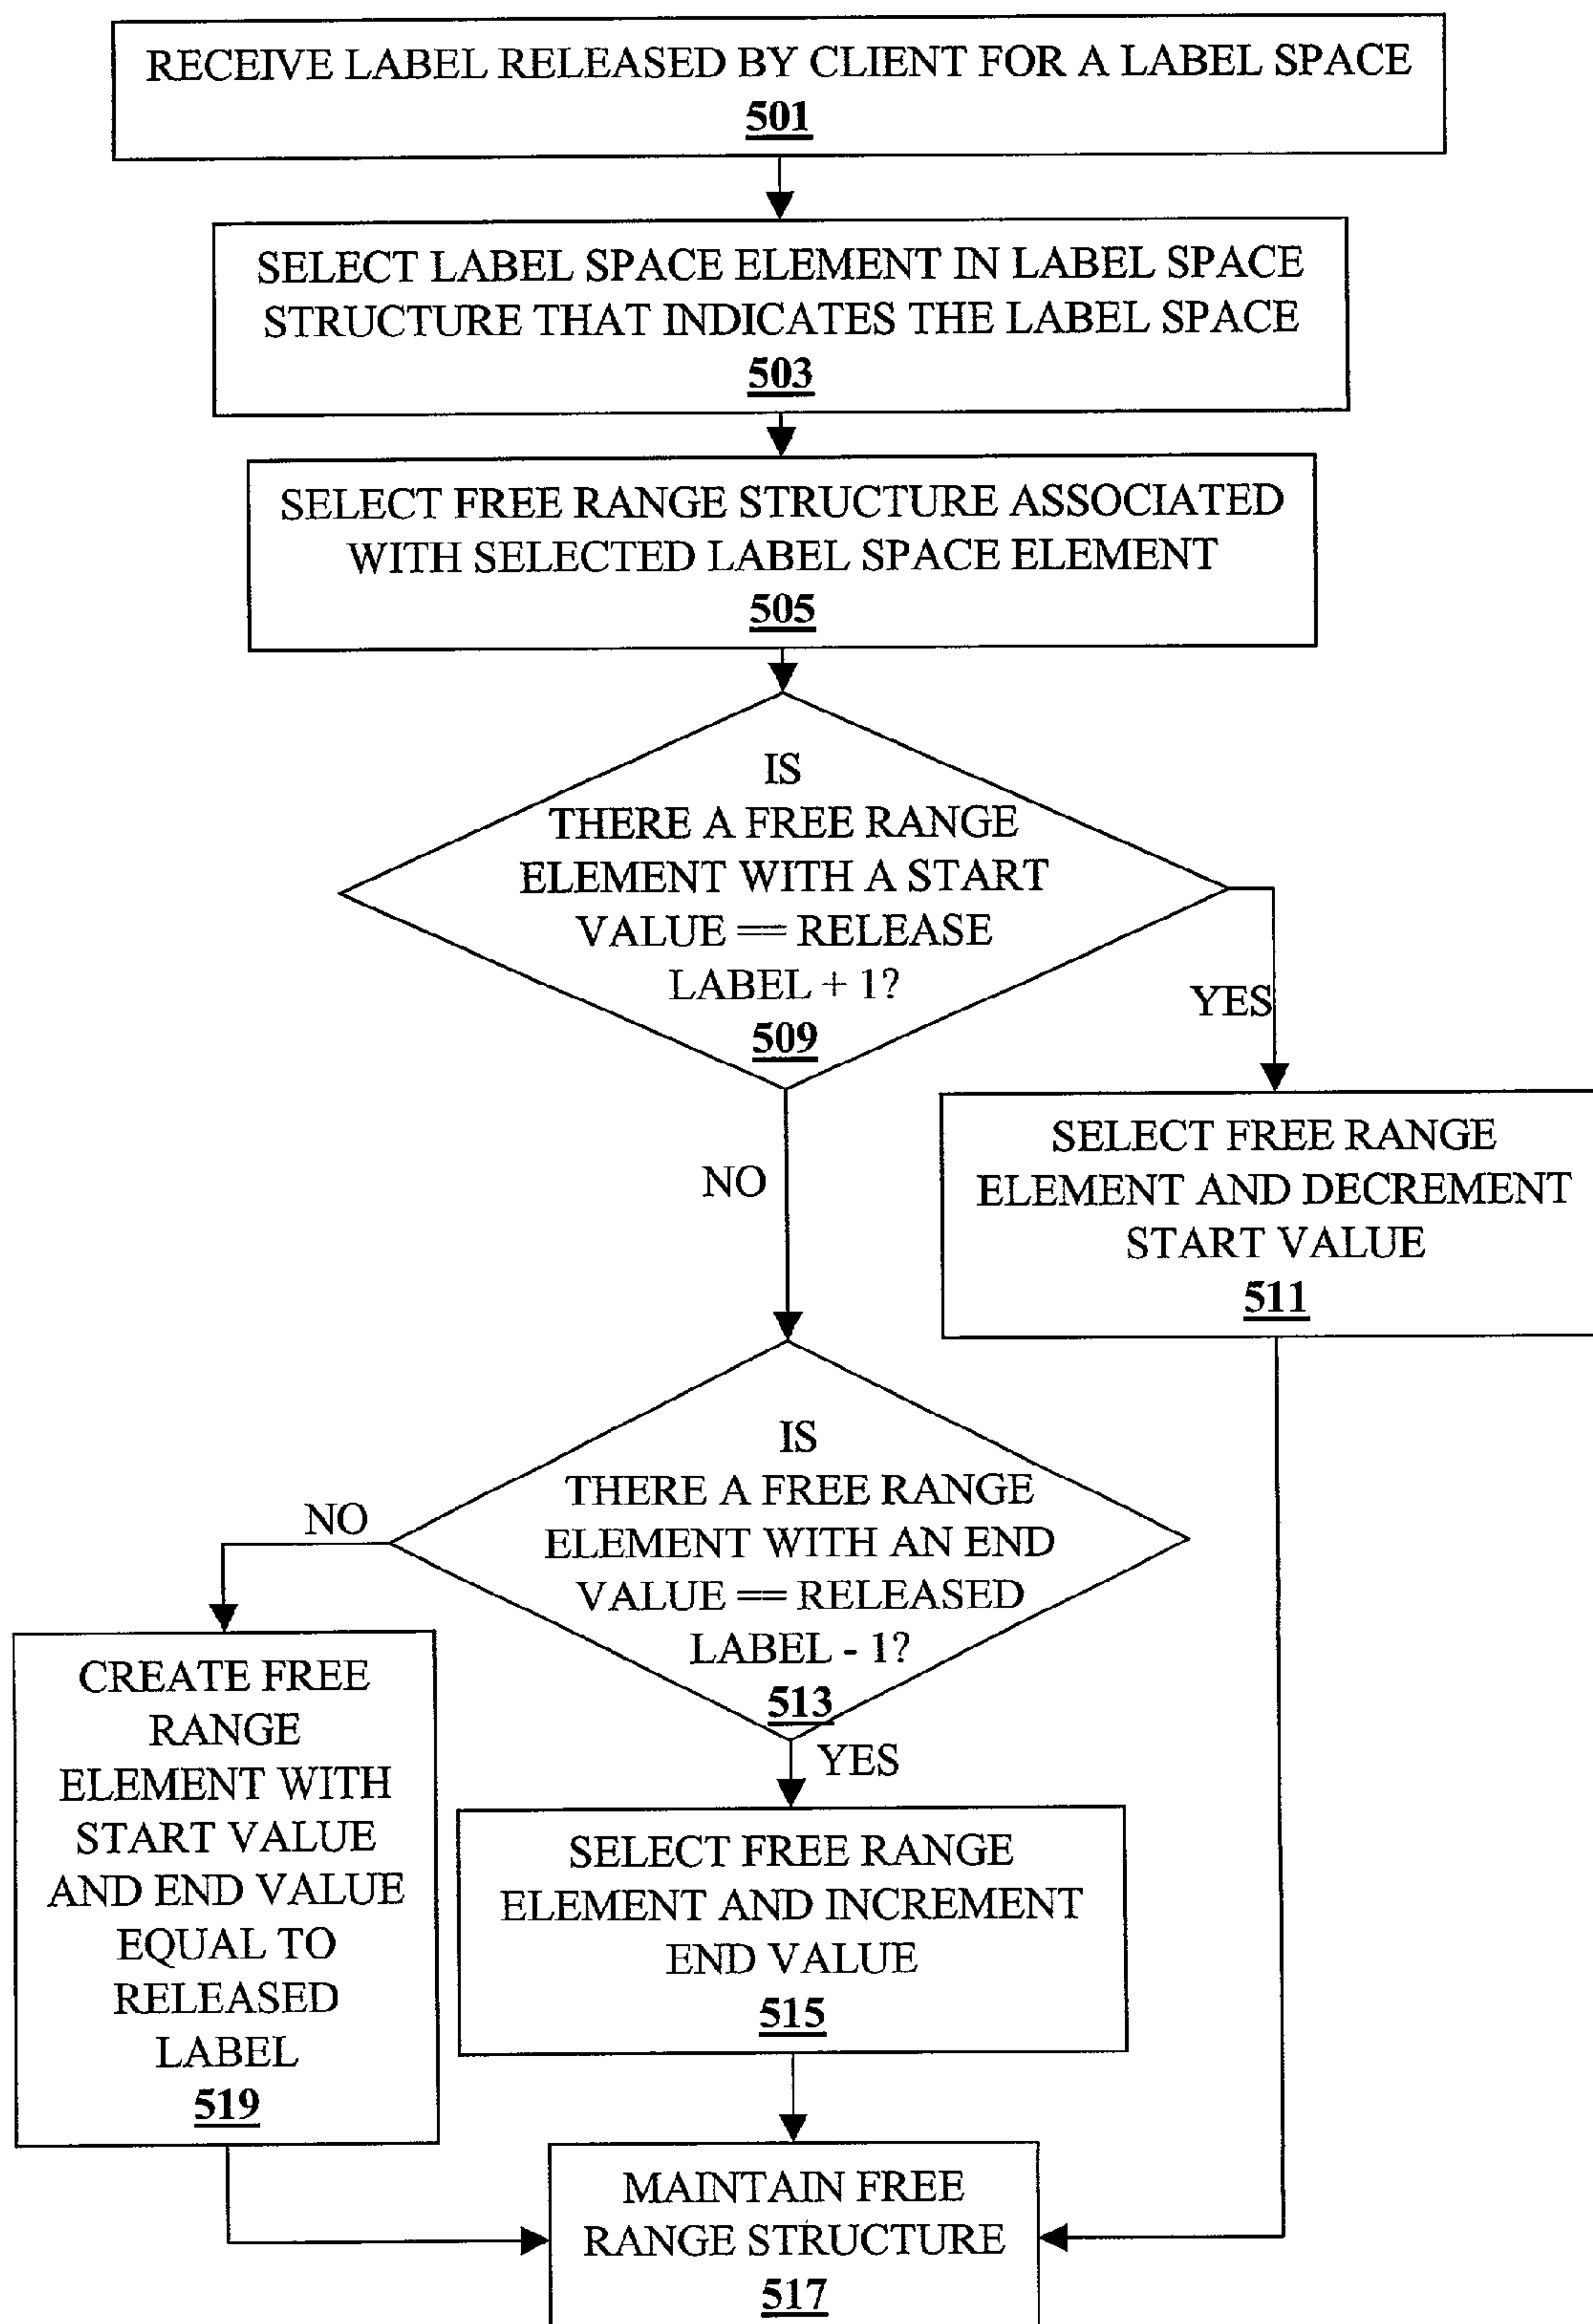 RECEIVE LABEL RELEASED BY CLIENT FOR A LABEL SPACE
501
SELECT LABEL SPACE ELEMENT IN LABEL SPACE
STRUCTURE THAT INDICATES THE LABEL SPACE
503
SELECT FREE RANGE STRUCTURE ASSOCIATED
WITH SELECTED LABEL SPACE ELEMENT
505
IS
THERE A FREE RANGE
ELEMENT WITH A START
VALUE == RELEASE
LABEL + 1?
509
YES
NO
SELECT FREE RANGE
ELEMENT AND DECREMENT
START VALUE
511
IS
THERE A FREE RANGE
ELEMENT WITH AN END
VALUE == RELEASED
LABEL - 1?
513
NO
YES
CREATE FREE
RANGE
ELEMENT WITH
START VALUE
AND END VALUE
EQUAL TO
RELEASED
LABEL
519
SELECT FREE RANGE
ELEMENT AND INCREMENT
END VALUE
515
MAINTAIN FREE
RANGE STRUCTURE
517